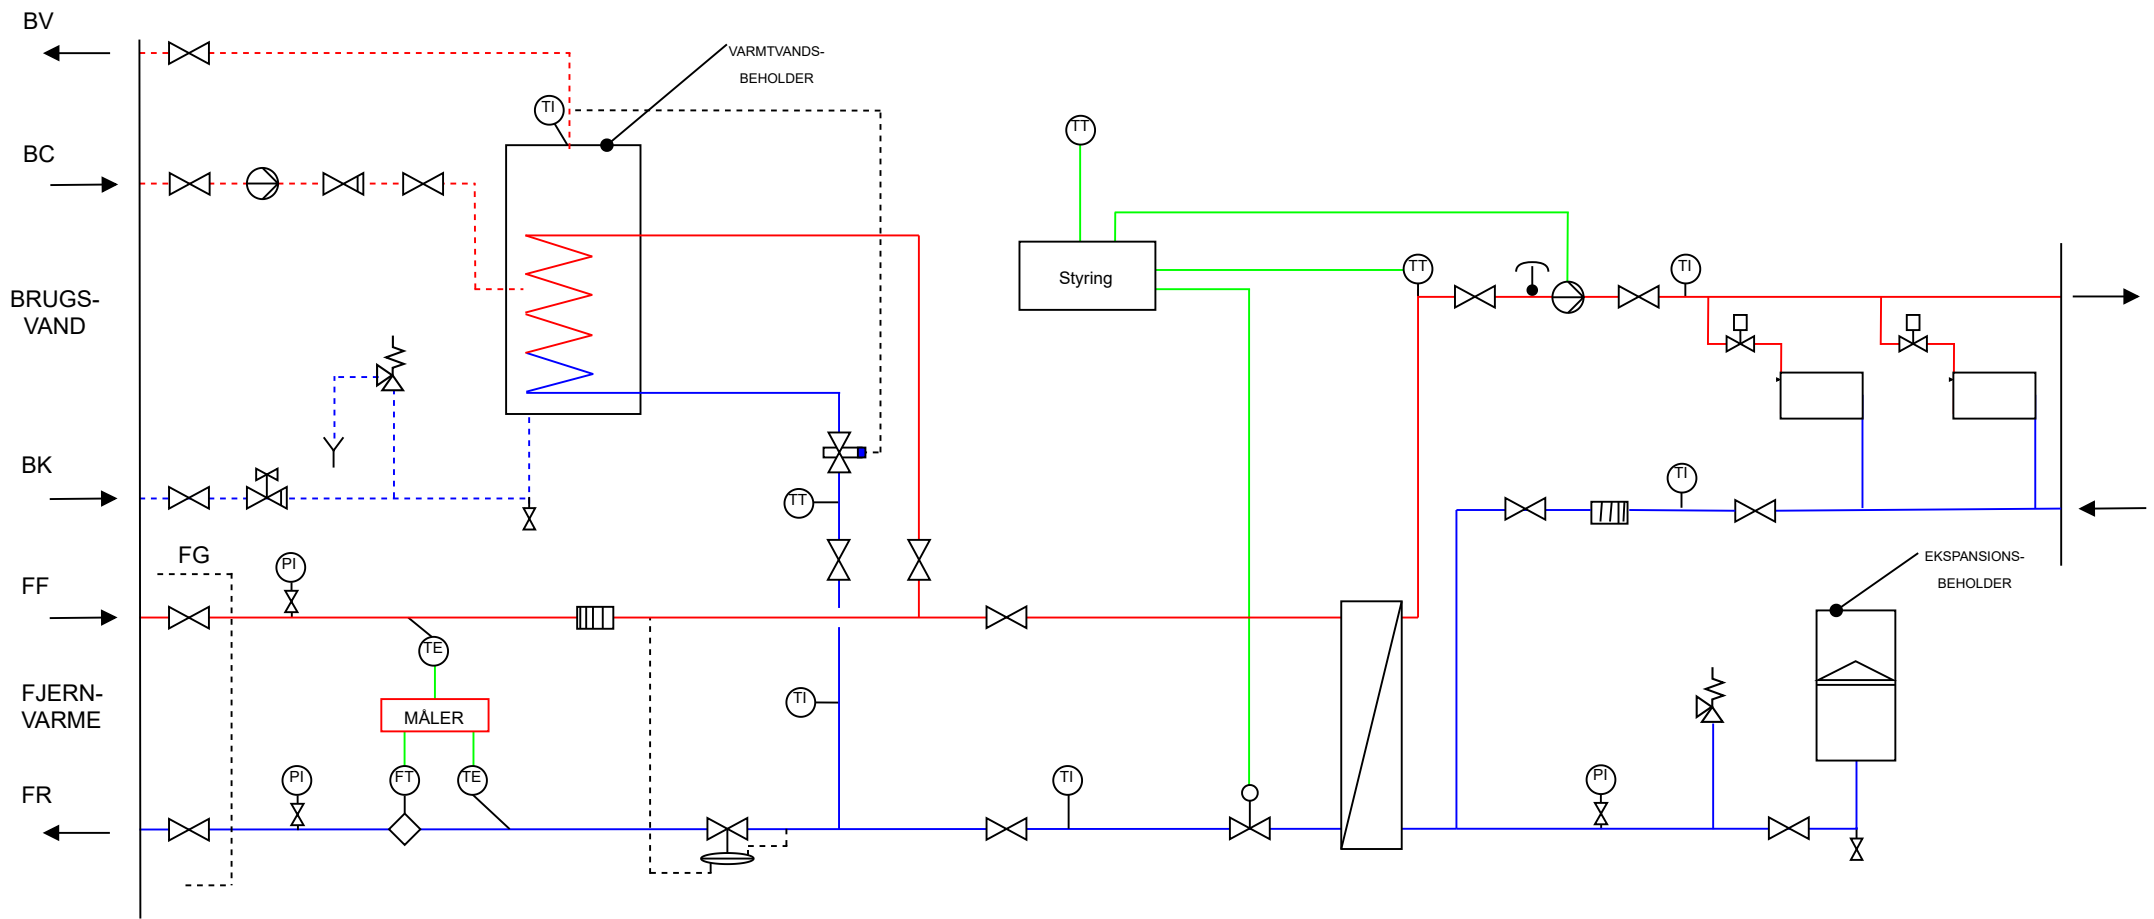 BV
VARMTVANDS-
BEHOLDER
TI
TT
BC
Styring
TT
TI
BRUGS-
VAND
BK
TT
TI
FG
PI
EKSPANSIONS-
BEHOLDER
FF
TE
FJERN-
VARME
MÅLER
TI
FR
PI
FT
TE
TI
PI